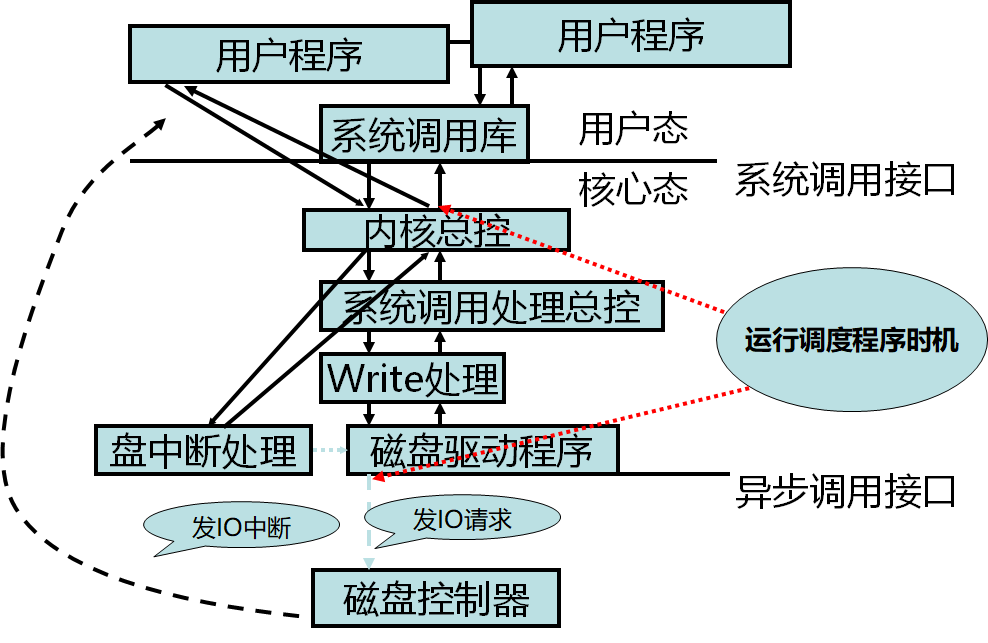 用户程序
用户程序
系统调用库
用户态
核心态
系统调用接口
内核总控
系统调用处理总控
运行调度程序时机
Write处理
盘中断处理
磁盘驱动程序
异步调用接口
发IO中断
发IO请求
磁盘控制器